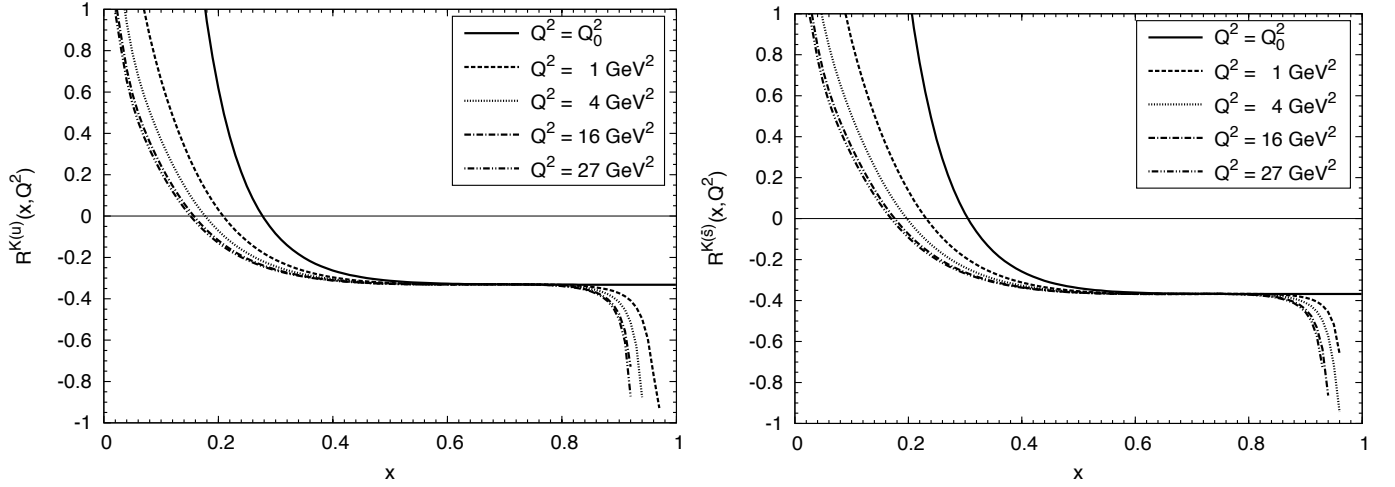 R^K(u)(x,Q^2)
1
0.8
0.6
0.4
0.2
0
-0.2
-0.4
-0.6
-0.8
-1
0 0.2 0.4 0.6 0.8 1
x
Q^2 = Q_0^2
Q^2 = 1 GeV^2
Q^2 = 4 GeV^2
Q^2 = 16 GeV^2
Q^2 = 27 GeV^2
R^K(s̄)(x,Q^2)
1
0.8
0.6
0.4
0.2
0
-0.2
-0.4
-0.6
-0.8
-1
0 0.2 0.4 0.6 0.8 1
x
Q^2 = Q_0^2
Q^2 = 1 GeV^2
Q^2 = 4 GeV^2
Q^2 = 16 GeV^2
Q^2 = 27 GeV^2